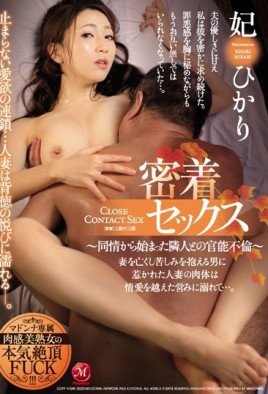 妃ひかり
夫の優しさに甘え
私は彼を密かに求め続けた。
罪悪感を胸に秘めながらも
もうお互い無しでは
いられなくなっていた…。
止まらない愛欲の連鎖…人妻は背徳の悦びに濡れる―。
密着
セックス
CLOSE
CONTACT SEX
～同情から始まった隣人との官能不倫～
妻を亡くし苦しみを抱える男に
惹かれた人妻の肉体は
情愛を越えた営みに溺れて…。
マドンナ専属
肉感美熟女の
本気絶頂
FUCK
!!!
Madonna